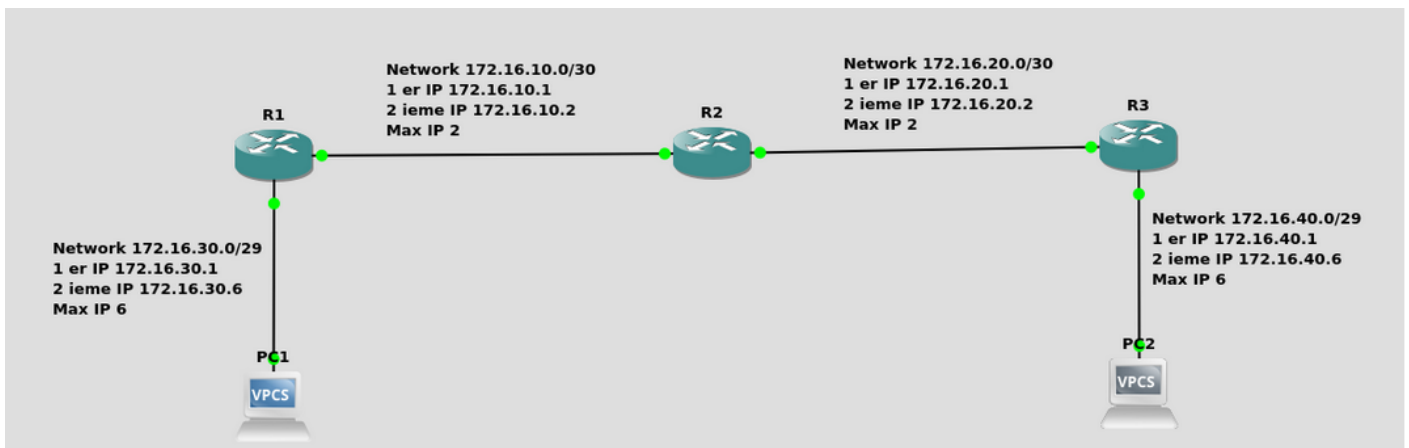 Network 172.16.10.0/30
1 er IP 172.16.10.1
2 ieme IP 172.16.10.2
Max IP 2
Network 172.16.20.0/30
1 er IP 172.16.20.1
2 ieme IP 172.16.20.2
Max IP 2
R1
R2
R3
Network 172.16.30.0/29
1 er IP 172.16.30.1
2 ieme IP 172.16.30.6
Max IP 6
Network 172.16.40.0/29
1 er IP 172.16.40.1
2 ieme IP 172.16.40.6
Max IP 6
PC1
VPCS
PC2
VPCS